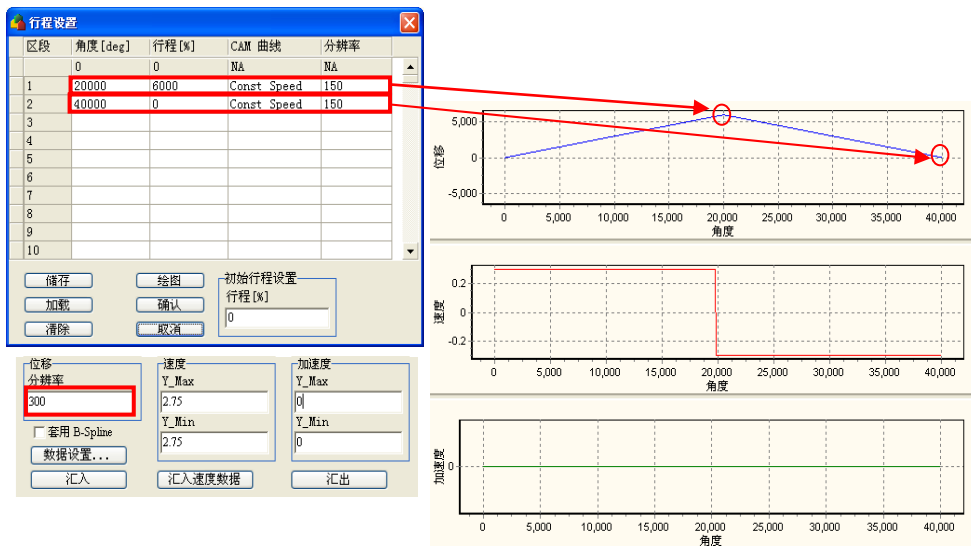 行程设置
区段 角度[deg] 行程[%] CAM 曲线 分辨率
0 0 NA NA
1 20000 6000 Const Speed 150
2 40000 0 Const Speed 150
3
4
5
6
7
8
9
10
储存 绘图 初始行程设置
加载 确认 行程[%]
清除 取消 0
位移 速度 加速度
分辨率 Y_Max Y_Max
300 2.75 0
套用 B-Spline Y_Min Y_Min
2.75 0
数据设置...
汇入 汇入速度数据 汇出
位移
5,000
0
-5,000
0 5,000 10,000 15,000 20,000 25,000 30,000 35,000 40,000
角度
速度
0.2
0
-0.2
0 5,000 10,000 15,000 20,000 25,000 30,000 35,000 40,000
角度
加速度
0
0 5,000 10,000 15,000 20,000 25,000 30,000 35,000 40,000
角度